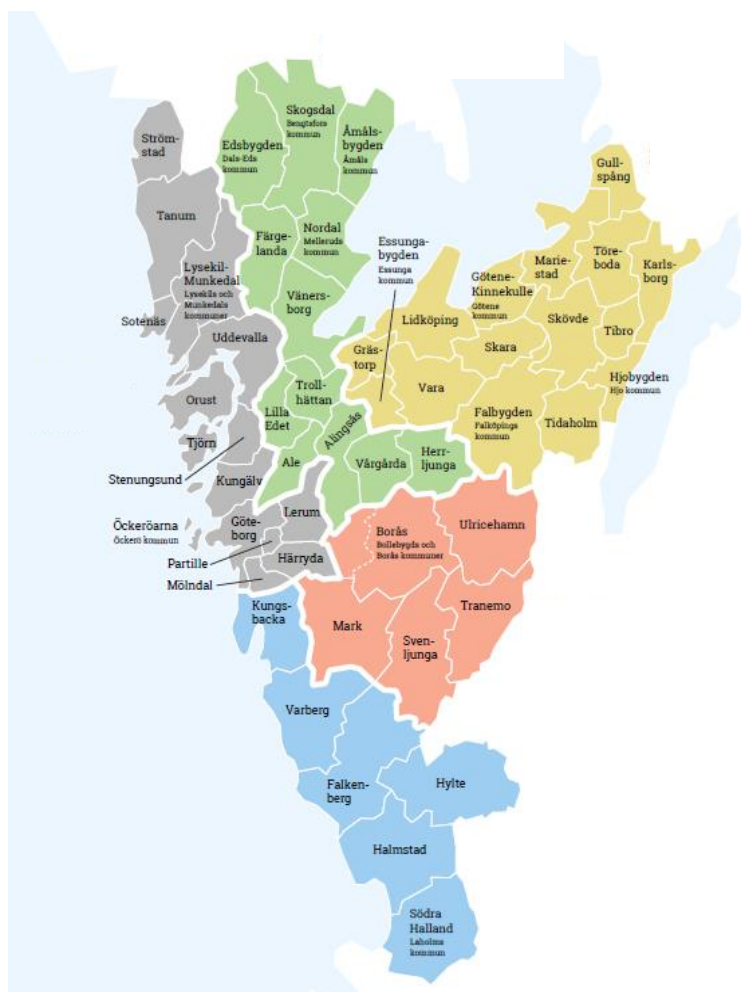 Ström-
stad
Tanum
Lysekil-
Munkedal
Lysekils och
Munkedals
kommuner
Sotenäs
Uddevalla
Orust
Tjörn
Stenungsund
Kungälv
Öckeröarna
Öckerö kommun
Göte-
borg
Partille
Mölndal
Lerum
Härryda
Edsbygden
Dals-Eds
kommun
Skogsdal
Bengtsfors
kommun
Åmåls-
bygden
Åmåls
kommun
Färge-
landa
Nordal
Melleruds
kommun
Väners-
borg
Troll-
hättan
Lilla
Edet
Ale
Alingsås
Vårgårda
Herr-
ljunga
Essunga-
bygden
Essunga
kommun
Gräs-
torp
Lidköping
Vara
Götene-
Kinnekulle
Götene
kommun
Skara
Falbygden
Falköpings
kommun
Marie-
stad
Gull-
spång
Töre-
boda
Karls-
borg
Skövde
Tibro
Hjobygden
Hjo kommun
Tidaholm
Borås
Bollebygds och
Borås kommuner
Ulricehamn
Mark
Sven-
ljunga
Tranemo
Kungs-
backa
Varberg
Falken-
berg
Hylte
Halmstad
Södra
Halland
Laholms
kommun